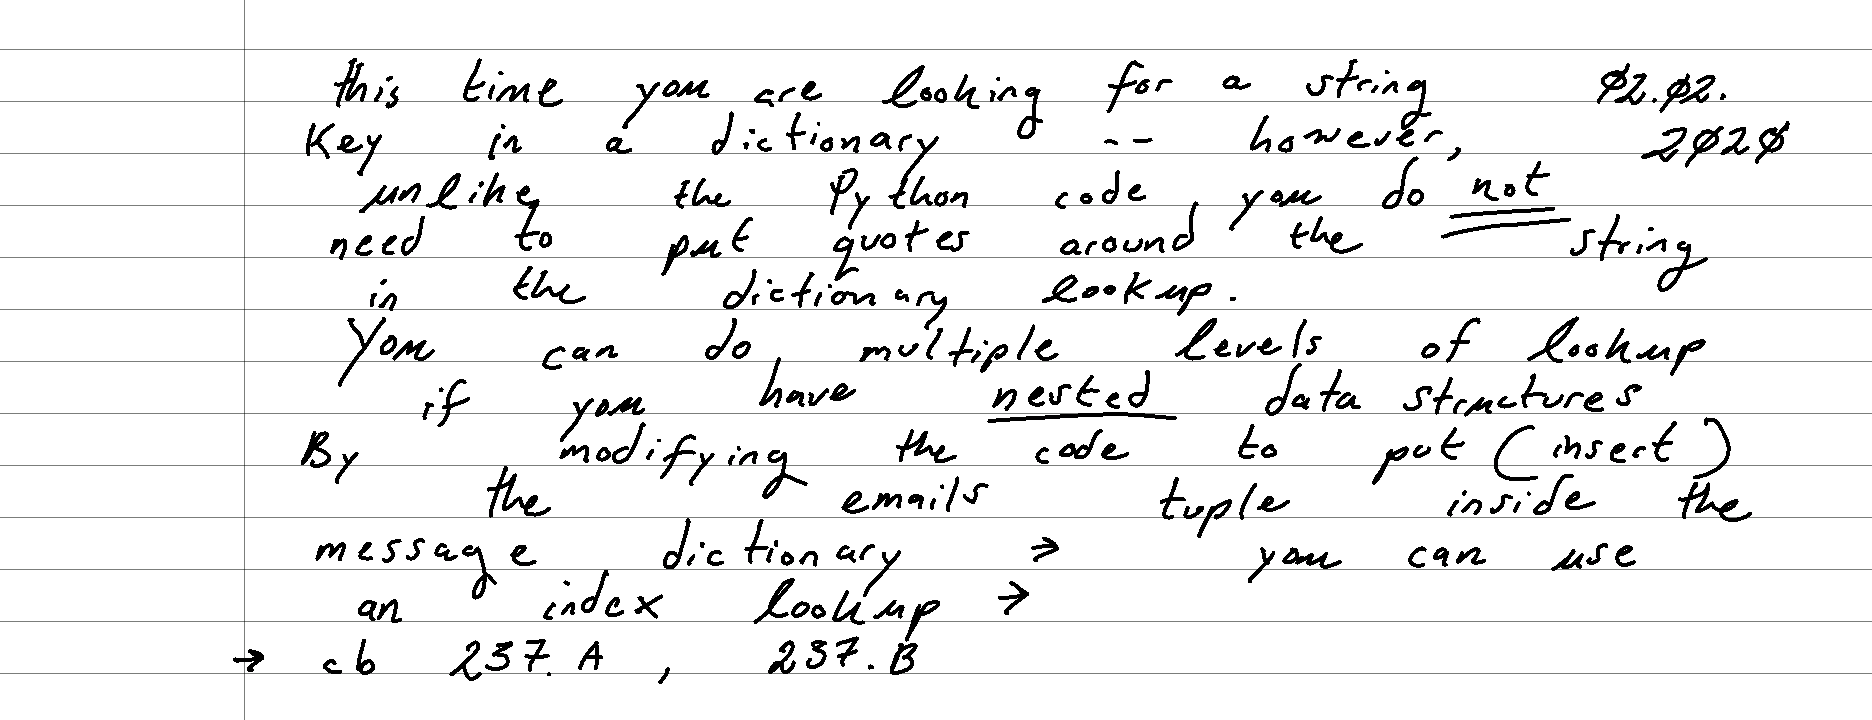 this time you are looking for a string ø2.ø2.
Key in a dictionary -- however, 2ø2ø
unlike the Python code, you do not
need to put quotes around the string
in the dictionary lookup.
You can do multiple levels of lookup
if you have nested data structures
By modifying the code to put (insert)
the emails tuple inside the
message dictionary → you can use
an index lookup →
→ cb 237.A, 237.B